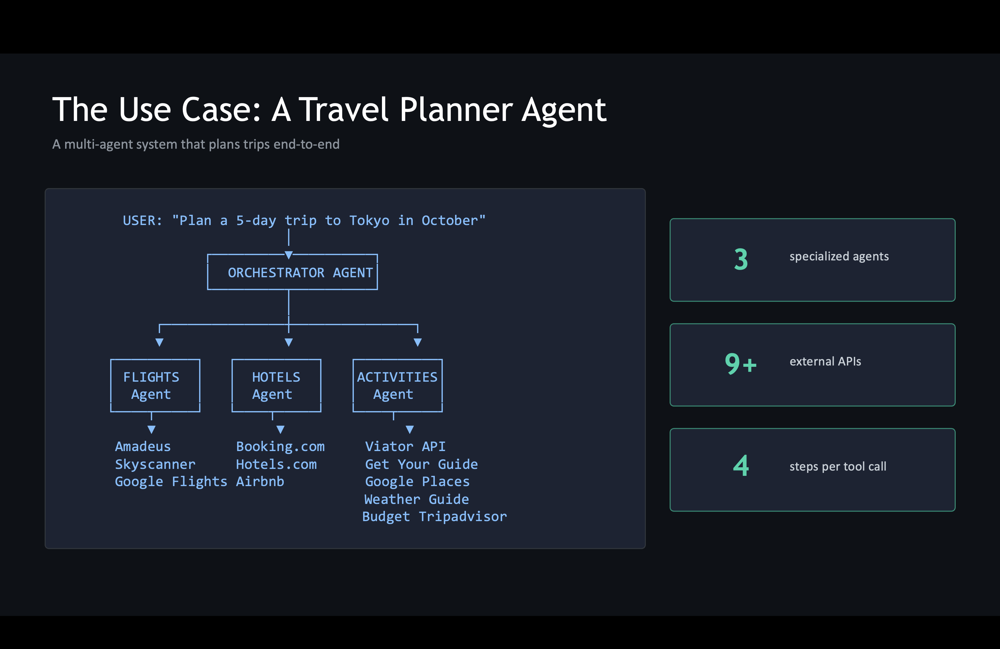 The Use Case: A Travel Planner Agent
A multi-agent system that plans trips end-to-end
USER: "Plan a 5-day trip to Tokyo in October"
ORCHESTRATOR AGENT
FLIGHTS
Agent
HOTELS
Agent
ACTIVITIES
Agent
Amadeus
Skyscanner
Google Flights
Booking.com
Hotels.com
Airbnb
Viator API
Get Your Guide
Google Places
Weather Guide
Budget Tripadvisor
3 specialized agents
9+ external APIs
4 steps per tool call